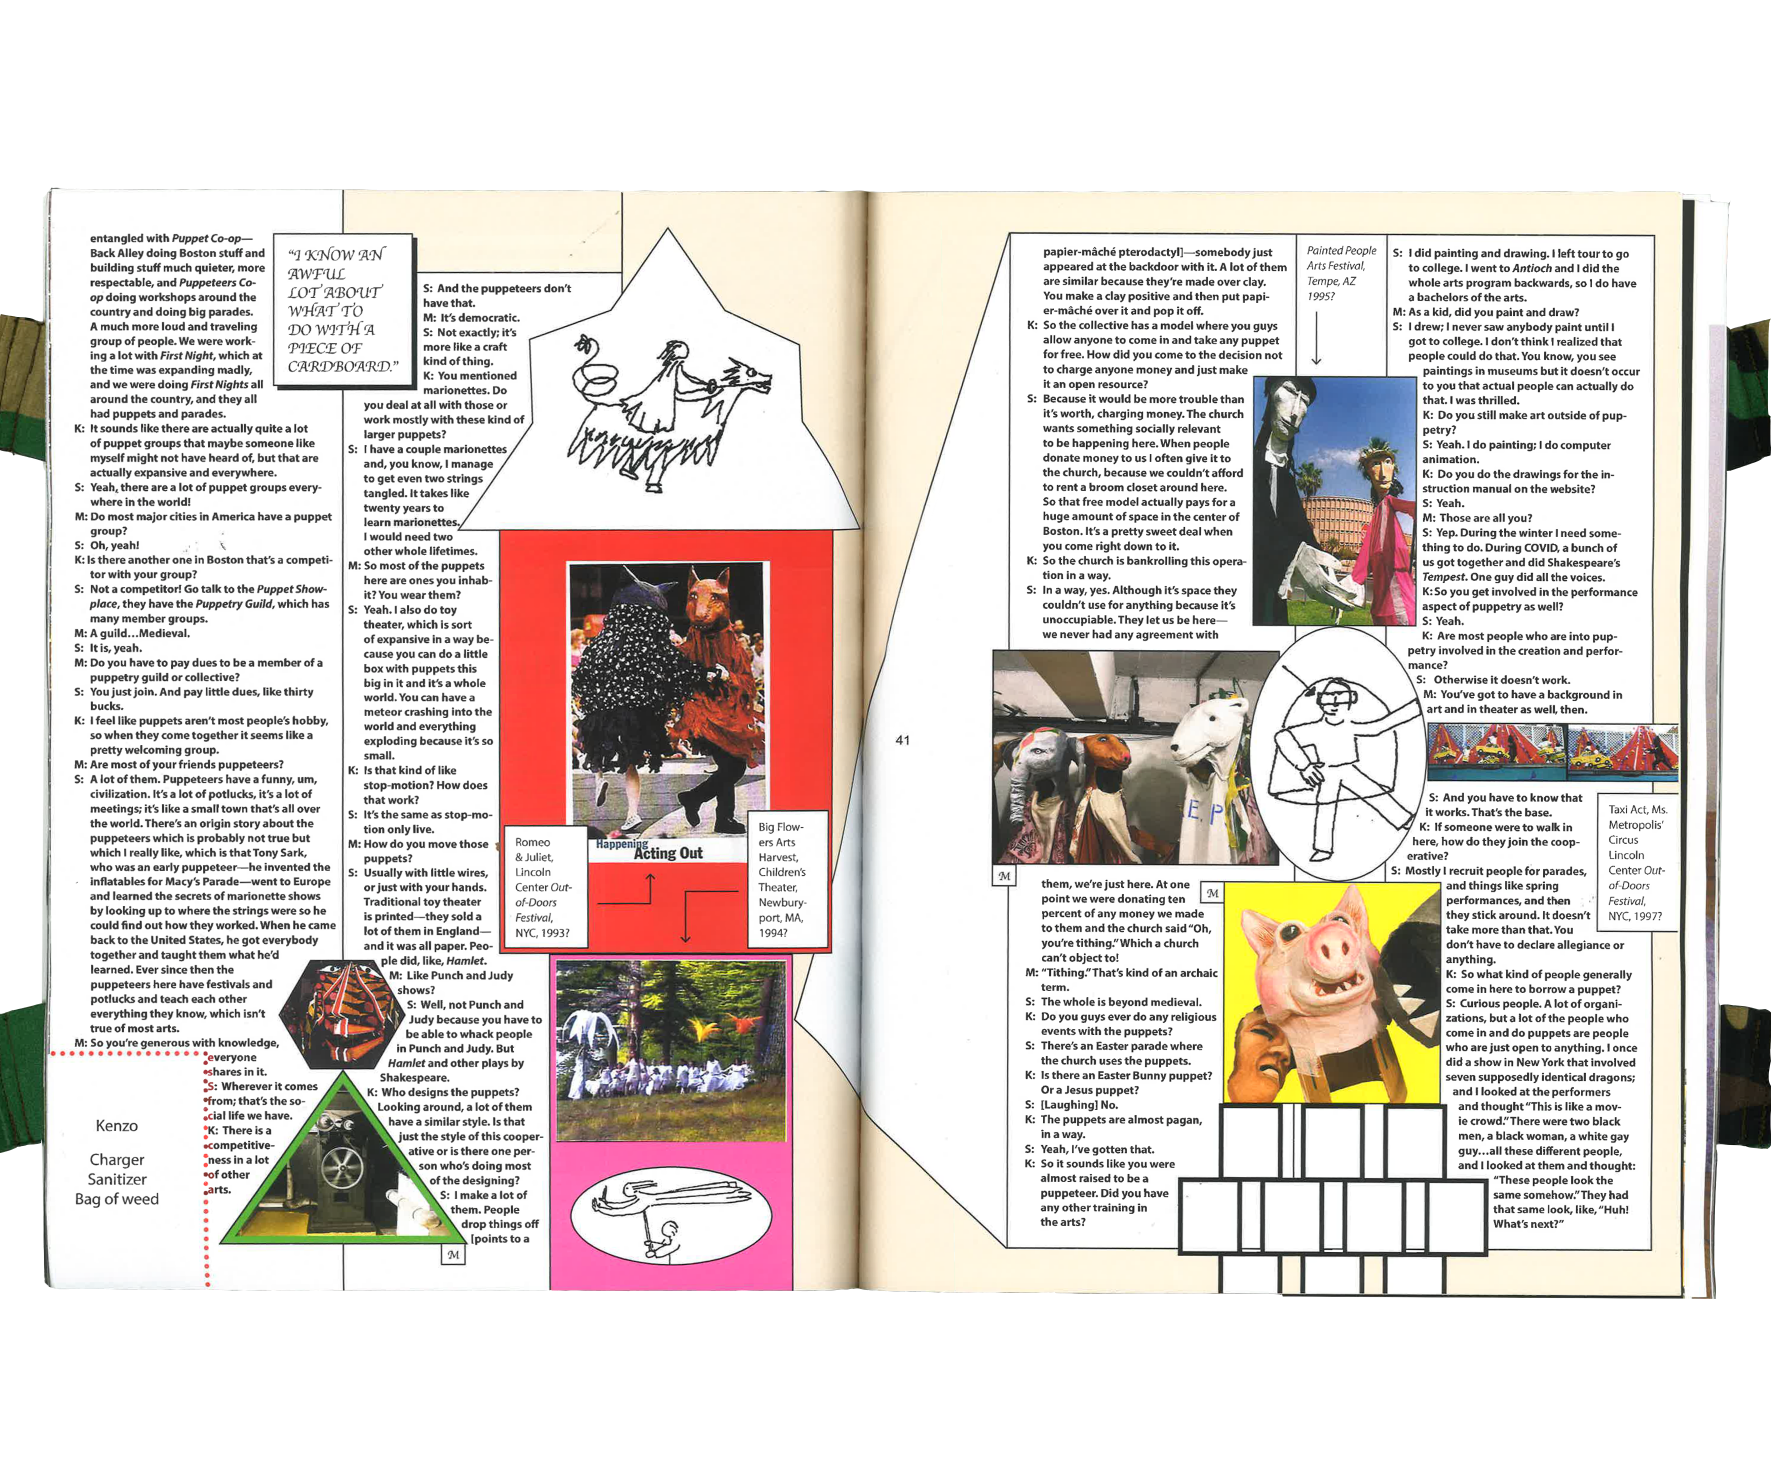 entangled with Puppet Co-op—
Back Alley doing Boston stuff and
building stuff much quieter, more
respectable, and Puppeteers Co-
op doing workshops around the
country and doing big parades.
A much more loud and traveling
group of people. We were work-
ing a lot with First Night, which at
the time was expanding madly,
and we were doing First Nights all
around the country, and they all
had puppets and parades.
K: It sounds like there are actually quite a lot
of puppet groups that maybe someone like
myself might not have heard of, but that are
actually expansive and everywhere.
S: Yeah, there are a lot of puppet groups every-
where in the world!
M: Do most major cities in America have a puppet
group?
S: Oh, yeah!
K: Is there another one in Boston that's a competi-
tor with your group?
S: Not a competitor! Go talk to the Puppet Show-
place, they have the Puppetry Guild, which has
many member groups.
M: A guild...Medieval.
S: It is, yeah.
M: Do you have to pay dues to be a member of a
puppetry guild or collective?
S: You just join. And pay little dues, like thirty
bucks.
K: I feel like puppets aren't most people's hobby,
so when they come together it seems like a
pretty welcoming group.
M: Are most of your friends puppeteers?
S: A lot of them. Puppeteers have a funny, um,
civilization. It's a lot of potlucks, it's a lot of
meetings; it's like a small town that's all over
the world. There's an origin story about the
puppeteers which is probably not true but
which I really like, which is that Tony Sark,
who was an early puppeteer—he invented the
inflatables for Macy's Parade—went to Europe
and learned the secrets of marionette shows
by looking up to where the strings were so he
could find out how they worked. When he came
back to the United States, he got everybody
together and taught them what he'd
learned. Ever since then the
puppeteers here have festivals and
potlucks and teach each other
everything they know, which isn't
true of most arts.
M: So you're generous with knowledge,
everyone
shares in it.
S: Wherever it comes
from; that's the so-
cial life we have.
K: There is a
competitive-
ness in a lot
of other
arts.
Kenzo
Charger
Sanitizer
Bag of weed
"I KNOW AN
AWFUL
LOT ABOUT
WHAT TO
DO WITH A
PIECE OF
CARDBOARD."
S: And the puppeteers don't
have that.
M: It's democratic.
S: Not exactly; it's
more like a craft
kind of thing.
K: You mentioned
marionettes. Do
you deal at all with those or
work mostly with these kind of
larger puppets?
S: I have a couple marionettes
and, you know, I manage
to get even two strings
tangled. It takes like
twenty years to
learn marionettes.
I would need two
other whole lifetimes.
M: So most of the puppets
here are ones you inhab-
it? You wear them?
S: Yeah. I also do toy
theater, which is sort
of expansive in a way be-
cause you can do a little
box with puppets this
big in it and it's a whole
world. You can have a
meteor crashing into the
world and everything
exploding because it's so
small.
K: Is that kind of like
stop-motion? How does
that work?
S: It's the same as stop-mo-
tion only live.
M: How do you move those
puppets?
S: Usually with little wires,
or just with your hands.
Traditional toy theater
is printed—they sold a
lot of them in England—
and it was all paper. Peo-
ple did, like, Hamlet.
M: Like Punch and Judy
shows?
S: Well, not Punch and
Judy because you have to
be able to whack people
in Punch and Judy. But
Hamlet and other plays by
Shakespeare.
K: Who designs the puppets?
Looking around, a lot of them
have a similar style. Is that
just the style of this cooper-
ative or is there one per-
son who's doing most
of the designing?
S: I make a lot of
them. People
drop things off
[points to a
M
Happening
Acting Out
Romeo
& Juliet,
Lincoln
Center Out-
of-Doors
Festival,
NYC, 1993?
Big Flow-
ers Arts
Harvest,
Children's
Theater,
Newbury-
port, MA,
1994?
41
papier-mâché pterodactyl]—somebody just
appeared at the backdoor with it. A lot of them
are similar because they're made over clay.
You make a clay positive and then put papi-
er-mâché over it and pop it off.
K: So the collective has a model where you guys
allow anyone to come in and take any puppet
for free. How did you come to the decision not
to charge anyone money and just make
it an open resource?
S: Because it would be more trouble than
it's worth, charging money. The church
wants something socially relevant
to be happening here. When people
donate money to us I often give it to
the church, because we couldn't afford
to rent a broom closet around here.
So that free model actually pays for a
huge amount of space in the center of
Boston. It's a pretty sweet deal when
you come right down to it.
K: So the church is bankrolling this opera-
tion in a way.
S: In a way, yes. Although it's space they
couldn't use for anything because it's
unoccupiable. They let us be here—
we never had any agreement with
E. P
M
them, we're just here. At one
point we were donating ten
percent of any money we made
to them and the church said "Oh,
you're tithing." Which a church
can't object to!
M: "Tithing." That's kind of an archaic
term.
S: The whole is beyond medieval.
K: Do you guys ever do any religious
events with the puppets?
S: There's an Easter parade where
the church uses the puppets.
K: Is there an Easter Bunny puppet?
Or a Jesus puppet?
S: [Laughing] No.
K: The puppets are almost pagan,
in a way.
S: Yeah, I've gotten that.
K: So it sounds like you were
almost raised to be a
puppeteer. Did you have
any other training in
the arts?
M
Painted People
Arts Festival,
Tempe, AZ
1995?
S: I did painting and drawing. I left tour to go
to college. I went to Antioch and I did the
whole arts program backwards, so I do have
a bachelors of the arts.
M: As a kid, did you paint and draw?
S: I drew; I never saw anybody paint until I
got to college. I don't think I realized that
people could do that. You know, you see
paintings in museums but it doesn't occur
to you that actual people can actually do
that. I was thrilled.
K: Do you still make art outside of pup-
petry?
S: Yeah. I do painting; I do computer
animation.
K: Do you do the drawings for the in-
struction manual on the website?
S: Yeah.
M: Those are all you?
S: Yep. During the winter I need some-
thing to do. During COVID, a bunch of
us got together and did Shakespeare's
Tempest. One guy did all the voices.
K: So you get involved in the performance
aspect of puppetry as well?
S: Yeah.
K: Are most people who are into pup-
petry involved in the creation and perfor-
mance?
S: Otherwise it doesn't work.
M: You've got to have a background in
art and in theater as well, then.
S: And you have to know that
it works. That's the base.
K: If someone were to walk in
here, how do they join the coop-
erative?
S: Mostly I recruit people for parades,
and things like spring
performances, and then
they stick around. It doesn't
take more than that. You
don't have to declare allegiance or
anything.
K: So what kind of people generally
come in here to borrow a puppet?
S: Curious people. A lot of organi-
zations, but a lot of the people who
come in and do puppets are people
who are just open to anything. I once
did a show in New York that involved
seven supposedly identical dragons;
and I looked at the performers
and thought "This is like a mov-
ie crowd." There were two black
men, a black woman, a white gay
guy...all these different people,
and I looked at them and thought:
"These people look the
same somehow." They had
that same look, like, "Huh!
What's next?"
Taxi Act, Ms.
Metropolis'
Circus
Lincoln
Center Out-
of-Doors
Festival,
NYC, 1997?